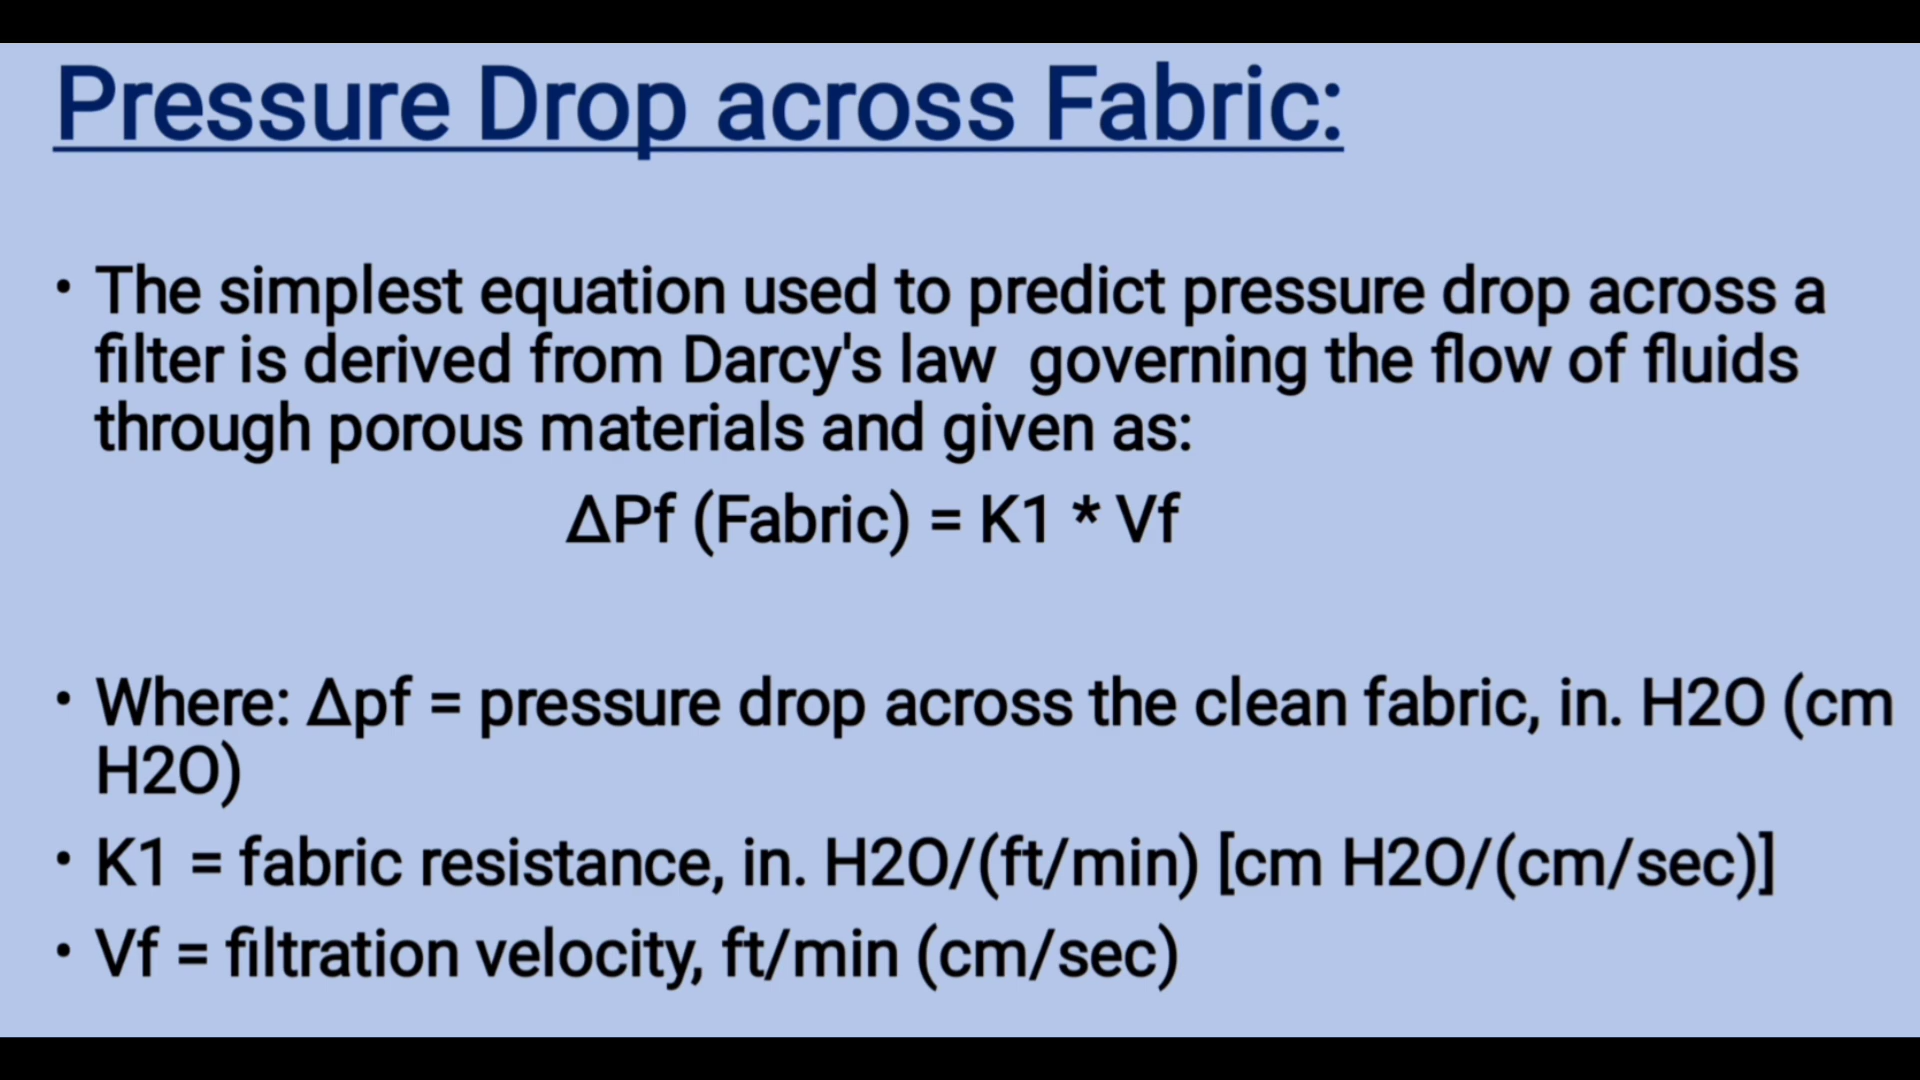 Pressure Drop across Fabric:
• The simplest equation used to predict pressure drop across a
filter is derived from Darcy's law governing the flow of fluids
through porous materials and given as:
ΔPf (Fabric) = K1 * Vf
• Where: Δpf = pressure drop across the clean fabric, in. H2O (cm
H2O)
• K1 = fabric resistance, in. H2O/(ft/min) [cm H2O/(cm/sec)]
• Vf = filtration velocity, ft/min (cm/sec)